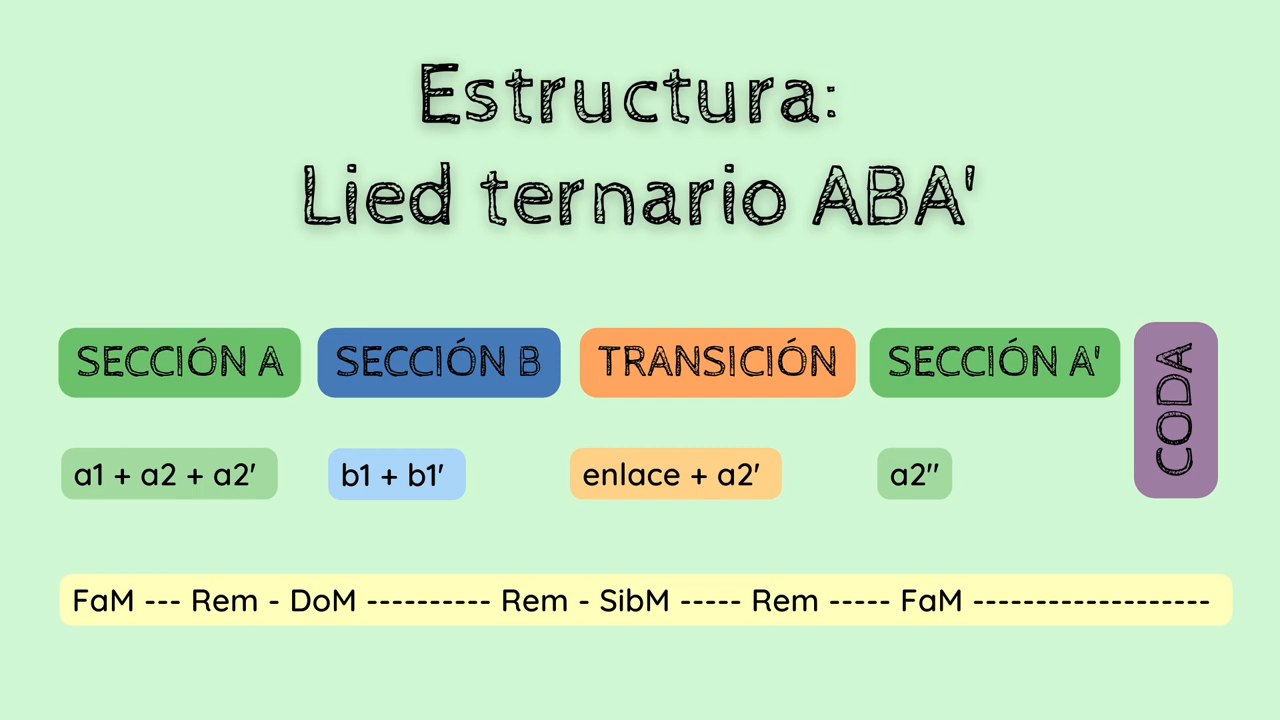 Estructura:
Lied ternario ABA'
SECCIÓN A
SECCIÓN B
TRANSICIÓN
SECCIÓN A'
CODA
a1 + a2 + a2'
b1 + b1'
enlace + a2'
a2''
FaM --- Rem - DoM ---------- Rem - SibM ----- Rem ----- FaM -------------------